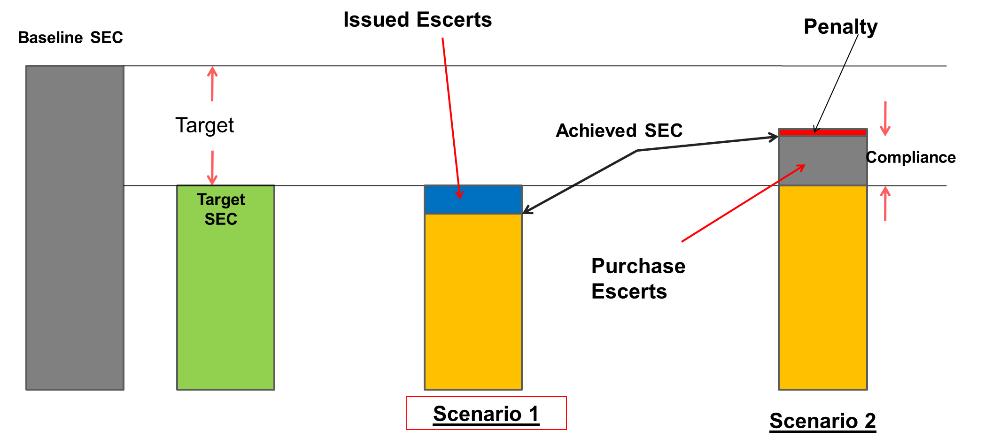 Issued Escerts
Penalty
Baseline SEC
Target
Achieved SEC
Compliance
Target
SEC
Purchase
Escerts
Scenario 1
Scenario 2